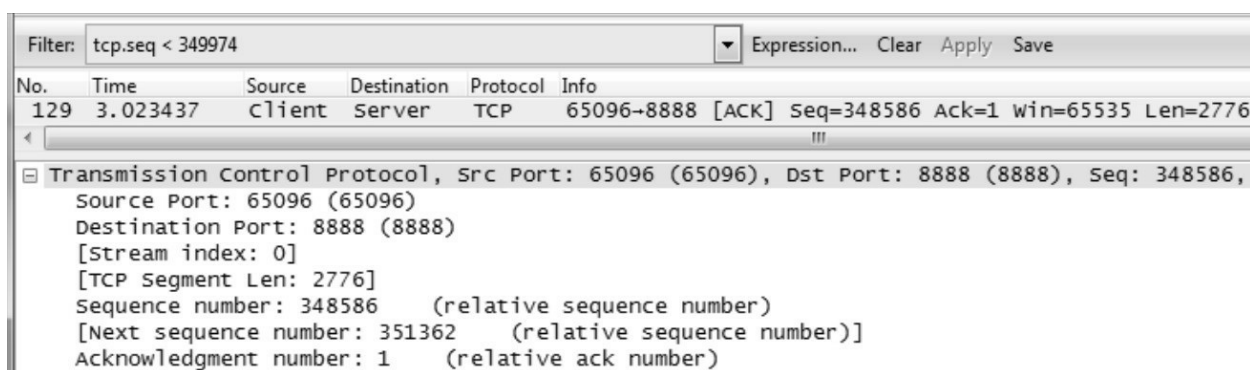 Filter: tcp.seq < 349974 Expression... Clear Apply Save
No. Time Source Destination Protocol Info
129 3.023437 Client Server TCP 65096→8888 [ACK] Seq=348586 Ack=1 Win=65535 Len=2776
Transmission Control Protocol, Src Port: 65096 (65096), Dst Port: 8888 (8888), Seq: 348586,
Source Port: 65096 (65096)
Destination Port: 8888 (8888)
[Stream index: 0]
[TCP Segment Len: 2776]
Sequence number: 348586 (relative sequence number)
[Next sequence number: 351362 (relative sequence number)]
Acknowledgment number: 1 (relative ack number)